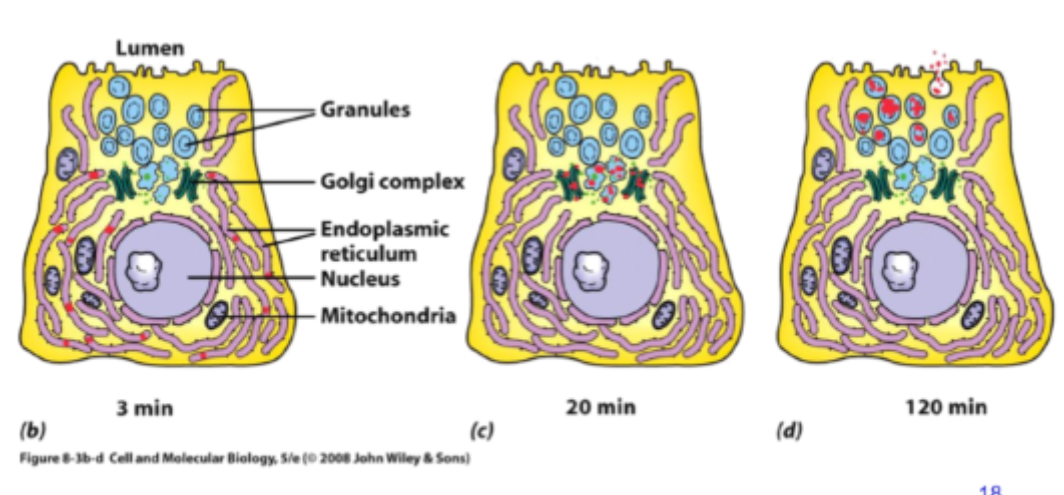 Lumen
Granules
Golgi complex
Endoplasmic
reticulum
Nucleus
Mitochondria
3 min
20 min
120 min
(b)
(c)
(d)
Figure 8-3b-d Cell and Molecular Biology, 5/e (© 2008 John Wiley & Sons)
18